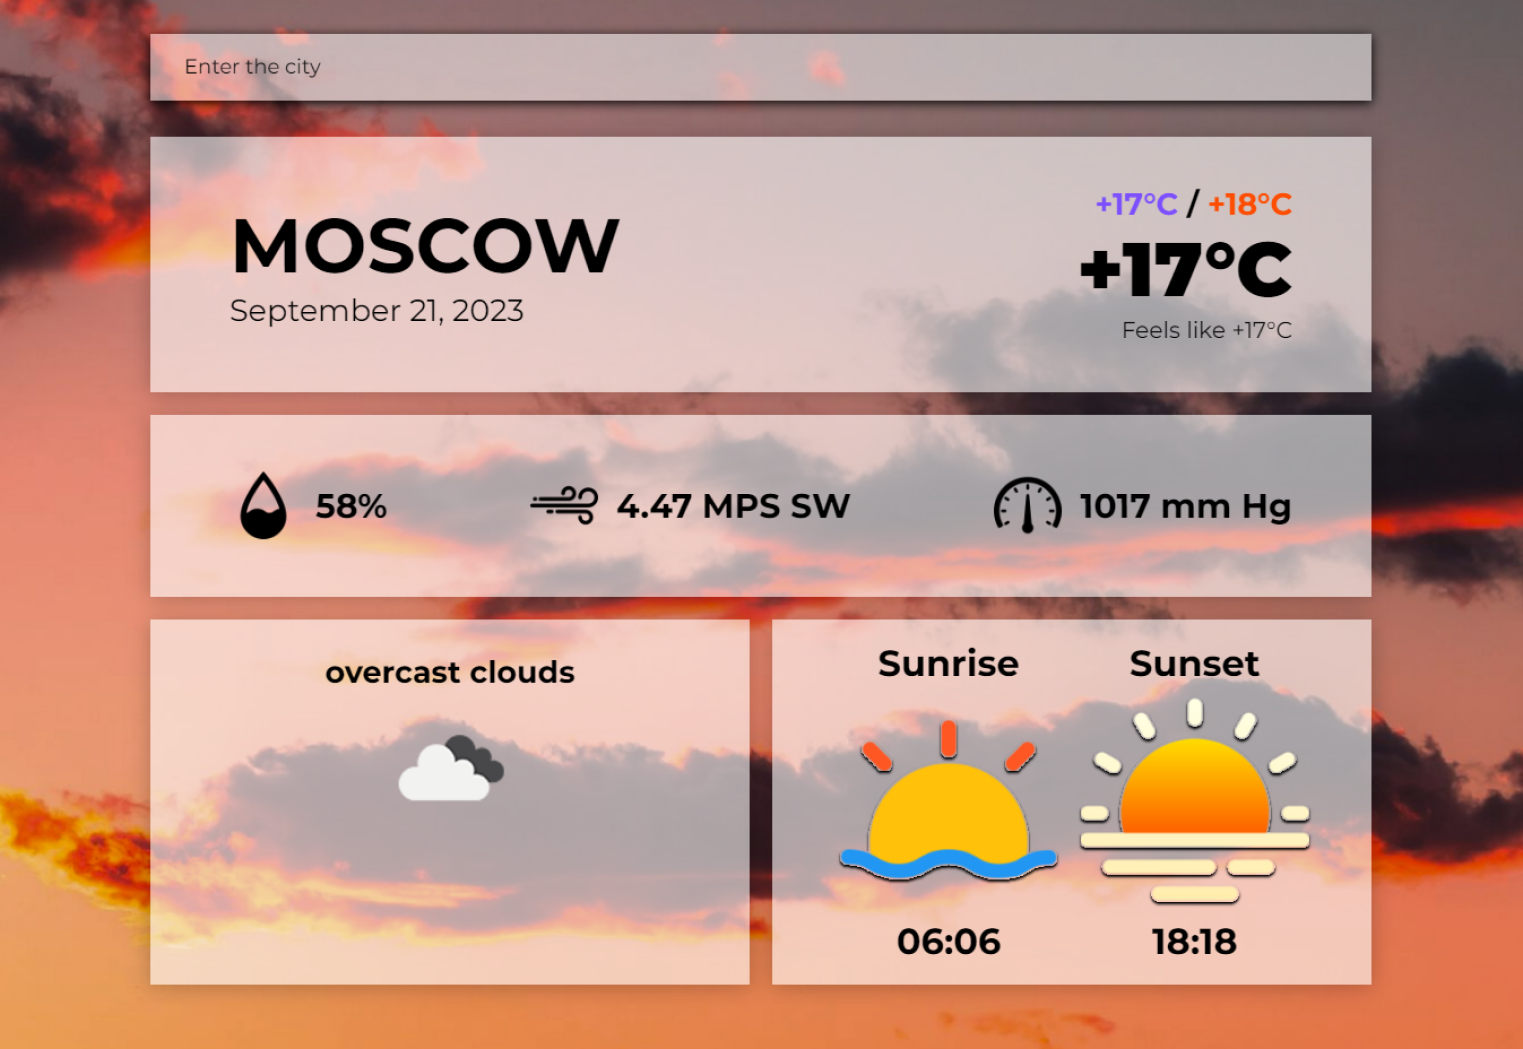 Enter the city
MOSCOW
September 21, 2023
+17°C / +18°C
+17°C
Feels like +17°C
58%
4.47 MPS SW
1017 mm Hg
overcast clouds
Sunrise
Sunset
06:06
18:18